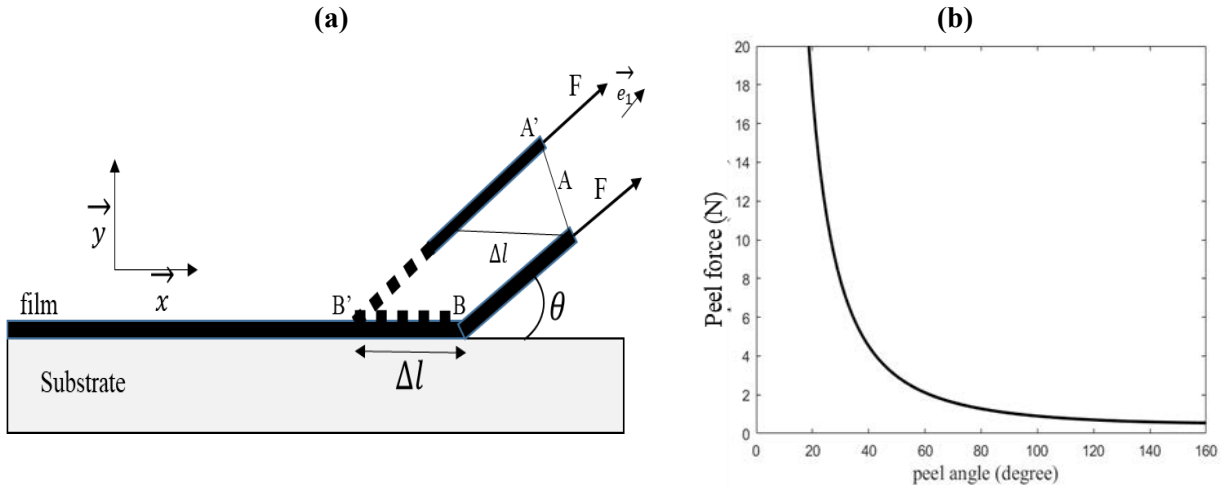 (a)
F
e₁
A'
A
F
y
Δl
x
film
B'
B
θ
Δl
Substrate
(b)
20
18
16
14
12
10
8
6
4
2
0
Peel force (N)
0 20 40 60 80 100 120 140 160
peel angle (degree)